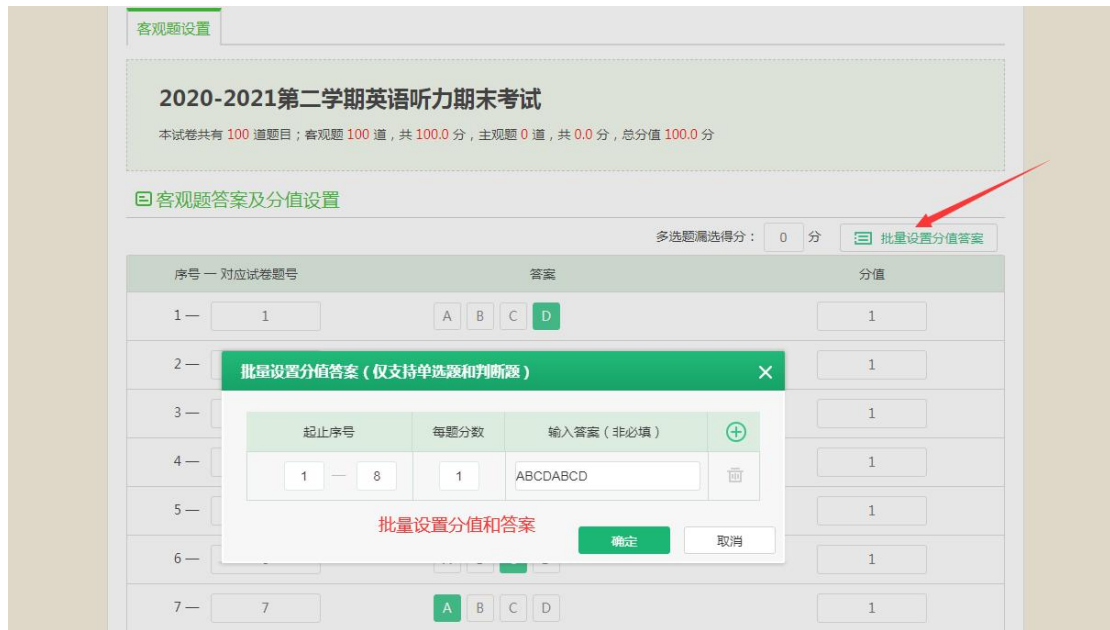 客观题设置
2020-2021第二学期英语听力期末考试
本试卷共有 100 道题目；客观题 100 道，共 100.0 分，主观题 0 道，共 0.0 分，总分值 100.0 分
客观题答案及分值设置
多选题漏选得分： 0 分 批量设置分值答案
序号 一 对应试卷题号 答案 分值
1 — 1 A B C D 1
2 — 1
批量设置分值答案（仅支持单选题和判断题）
3 — 1
起止序号 每题分数 输入答案（非必填）
4 — 1
1 — 8 1 ABCDABCD
5 — 1
批量设置分值和答案
确定 取消
6 — 1
7 — 7 A B C D 1